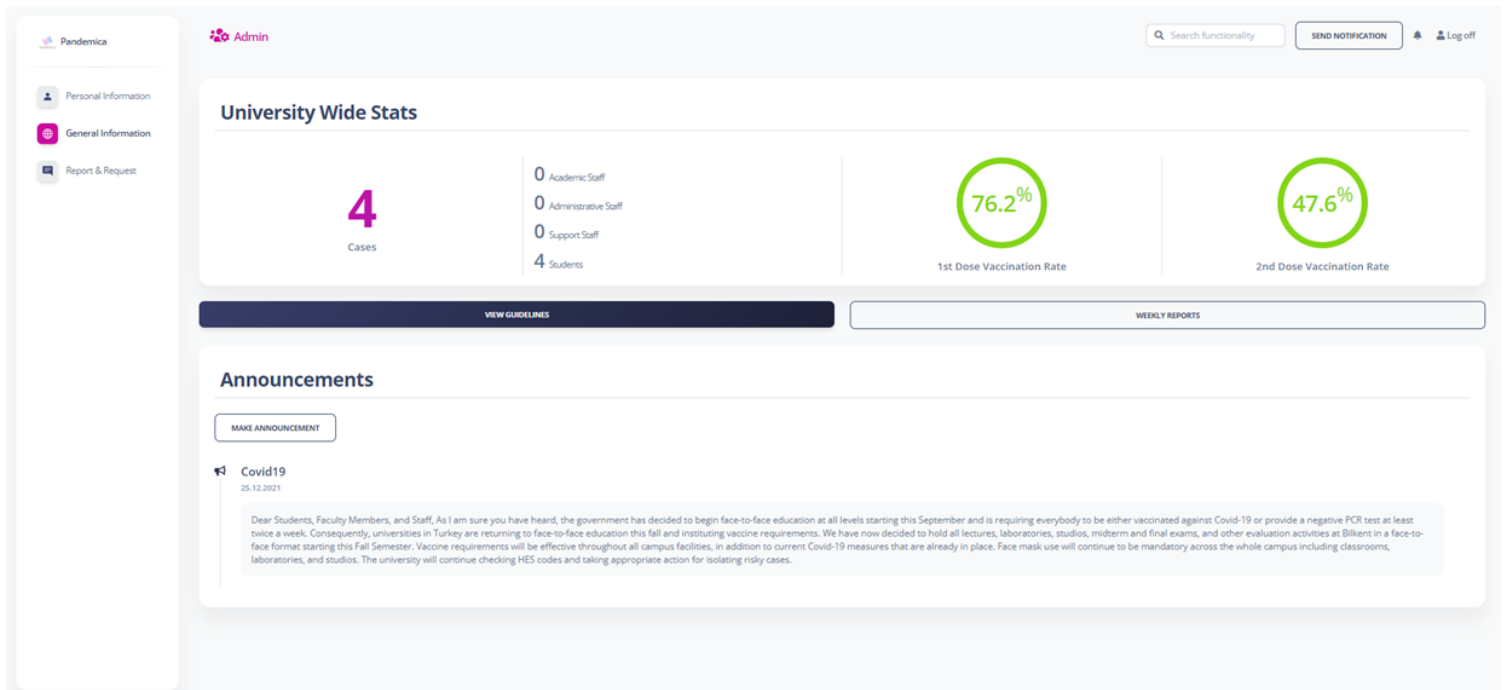 Pandemica
Personal Information
General Information
Report & Request
Admin
Search functionality
SEND NOTIFICATION
Log off
University Wide Stats
4
Cases
0 Academic Staff
0 Administrative Staff
0 Support Staff
4 Students
76.2%
1st Dose Vaccination Rate
47.6%
2nd Dose Vaccination Rate
VIEW GUIDELINES
WEEKLY REPORTS
Announcements
MAKE ANNOUNCEMENT
Covid19
25.12.2021
Dear Students, Faculty Members, and Staff, As I am sure you have heard, the government has decided to begin face-to-face education at all levels starting this September and is requiring everybody to be either vaccinated against Covid-19 or provide a negative PCR test at least
twice a week. Consequently, universities in Turkey are returning to face-to-face education this fall and instituting vaccine requirements. We have now decided to hold all lectures, laboratories, studios, midterm and final exams, and other evaluation activities at Bilkent in a face-to-
face format starting this Fall Semester. Vaccine requirements will be effective throughout all campus facilities, in addition to current Covid-19 measures that are already in place. Face mask use will continue to be mandatory across the whole campus including classrooms,
laboratories, and studios. The university will continue checking HES codes and taking appropriate action for isolating risky cases.